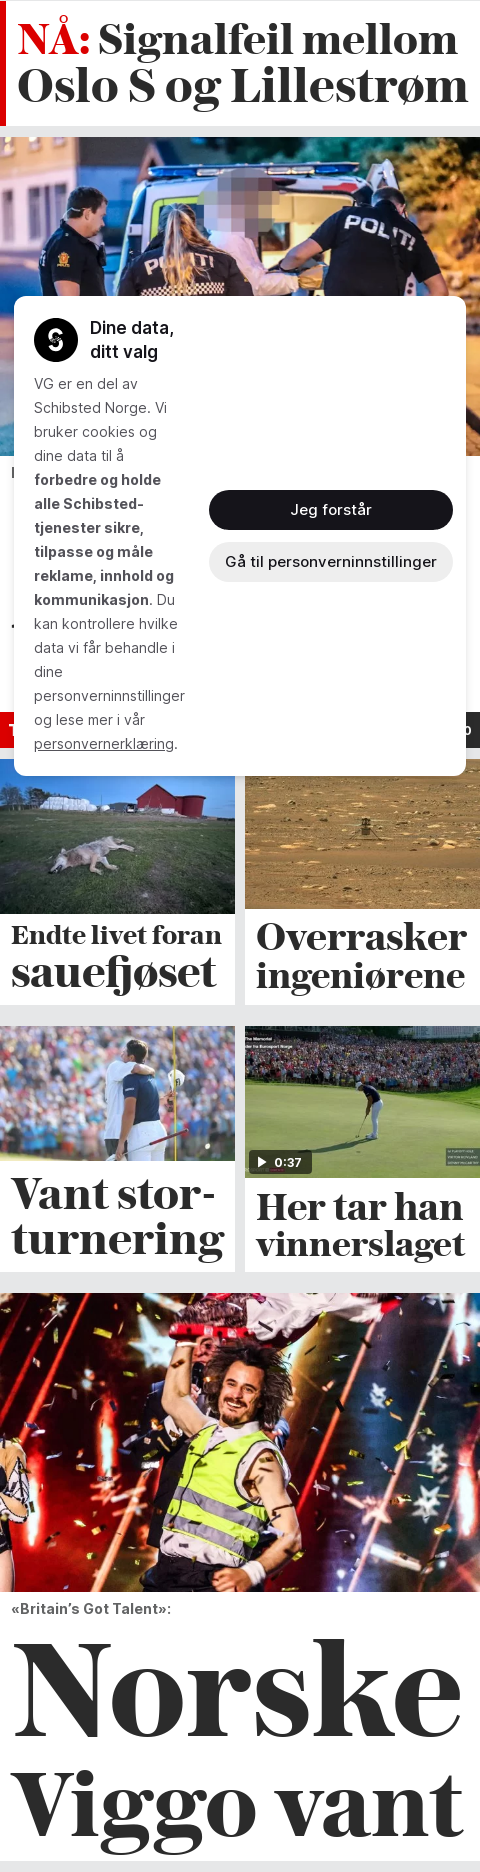 NÅ: Signalfeil mellom
Oslo S og Lillestrøm
POLITI
POLITI
POLITI
Dine data,
ditt valg
VG er en del av
Schibsted Norge. Vi
bruker cookies og
dine data til å
forbedre og holde
alle Schibsted-
tjenester sikre,
tilpasse og måle
reklame, innhold og
kommunikasjon. Du
kan kontrollere hvilke
data vi får behandle i
dine
personverninnstillinger
og lese mer i vår
personvernerklæring.
Jeg forstår
Gå til personverninnstillinger
Endte livet foran
sauefjøset
Overrasker
ingeniørene
The Memorial
0:37
Vant stor-
turnering
Her tar han
vinnerslaget
«Britain’s Got Talent»:
Norske
Viggo vant